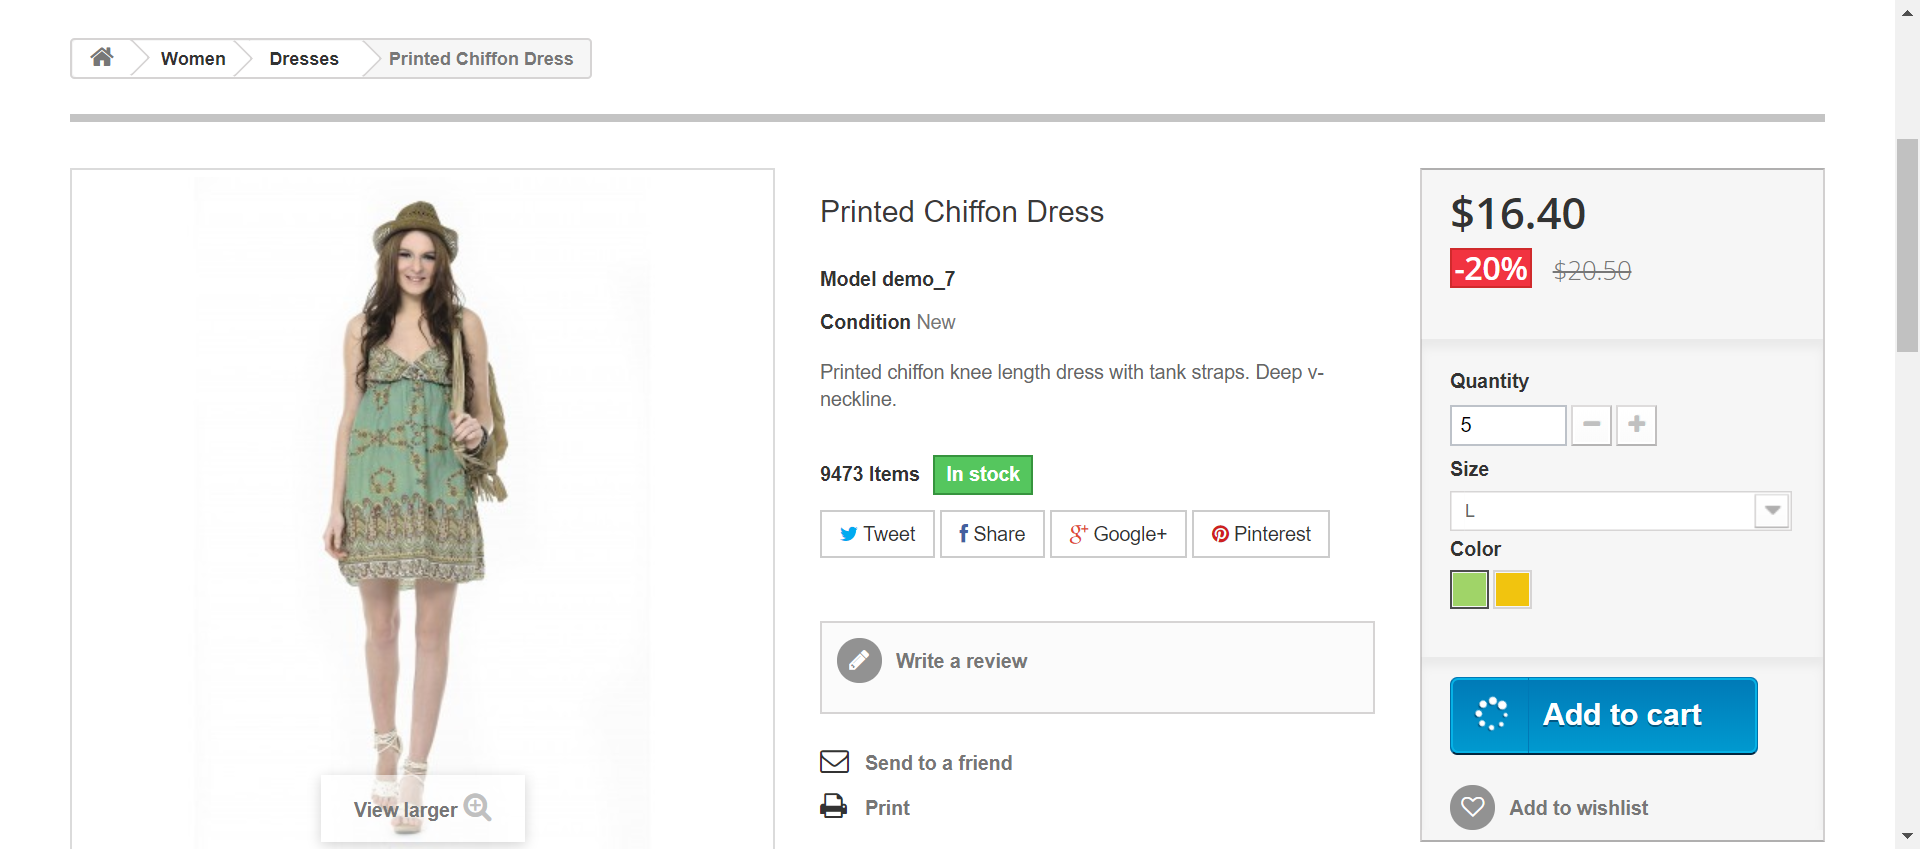 Women
Dresses
Printed Chiffon Dress
View larger
Printed Chiffon Dress
Model demo_7
Condition New
Printed chiffon knee length dress with tank straps. Deep v-
neckline.
9473 Items
In stock
Tweet
Share
Google+
Pinterest
Write a review
Send to a friend
Print
$16.40
-20% $20.50
Quantity
5
Size
L
Color
Add to cart
Add to wishlist